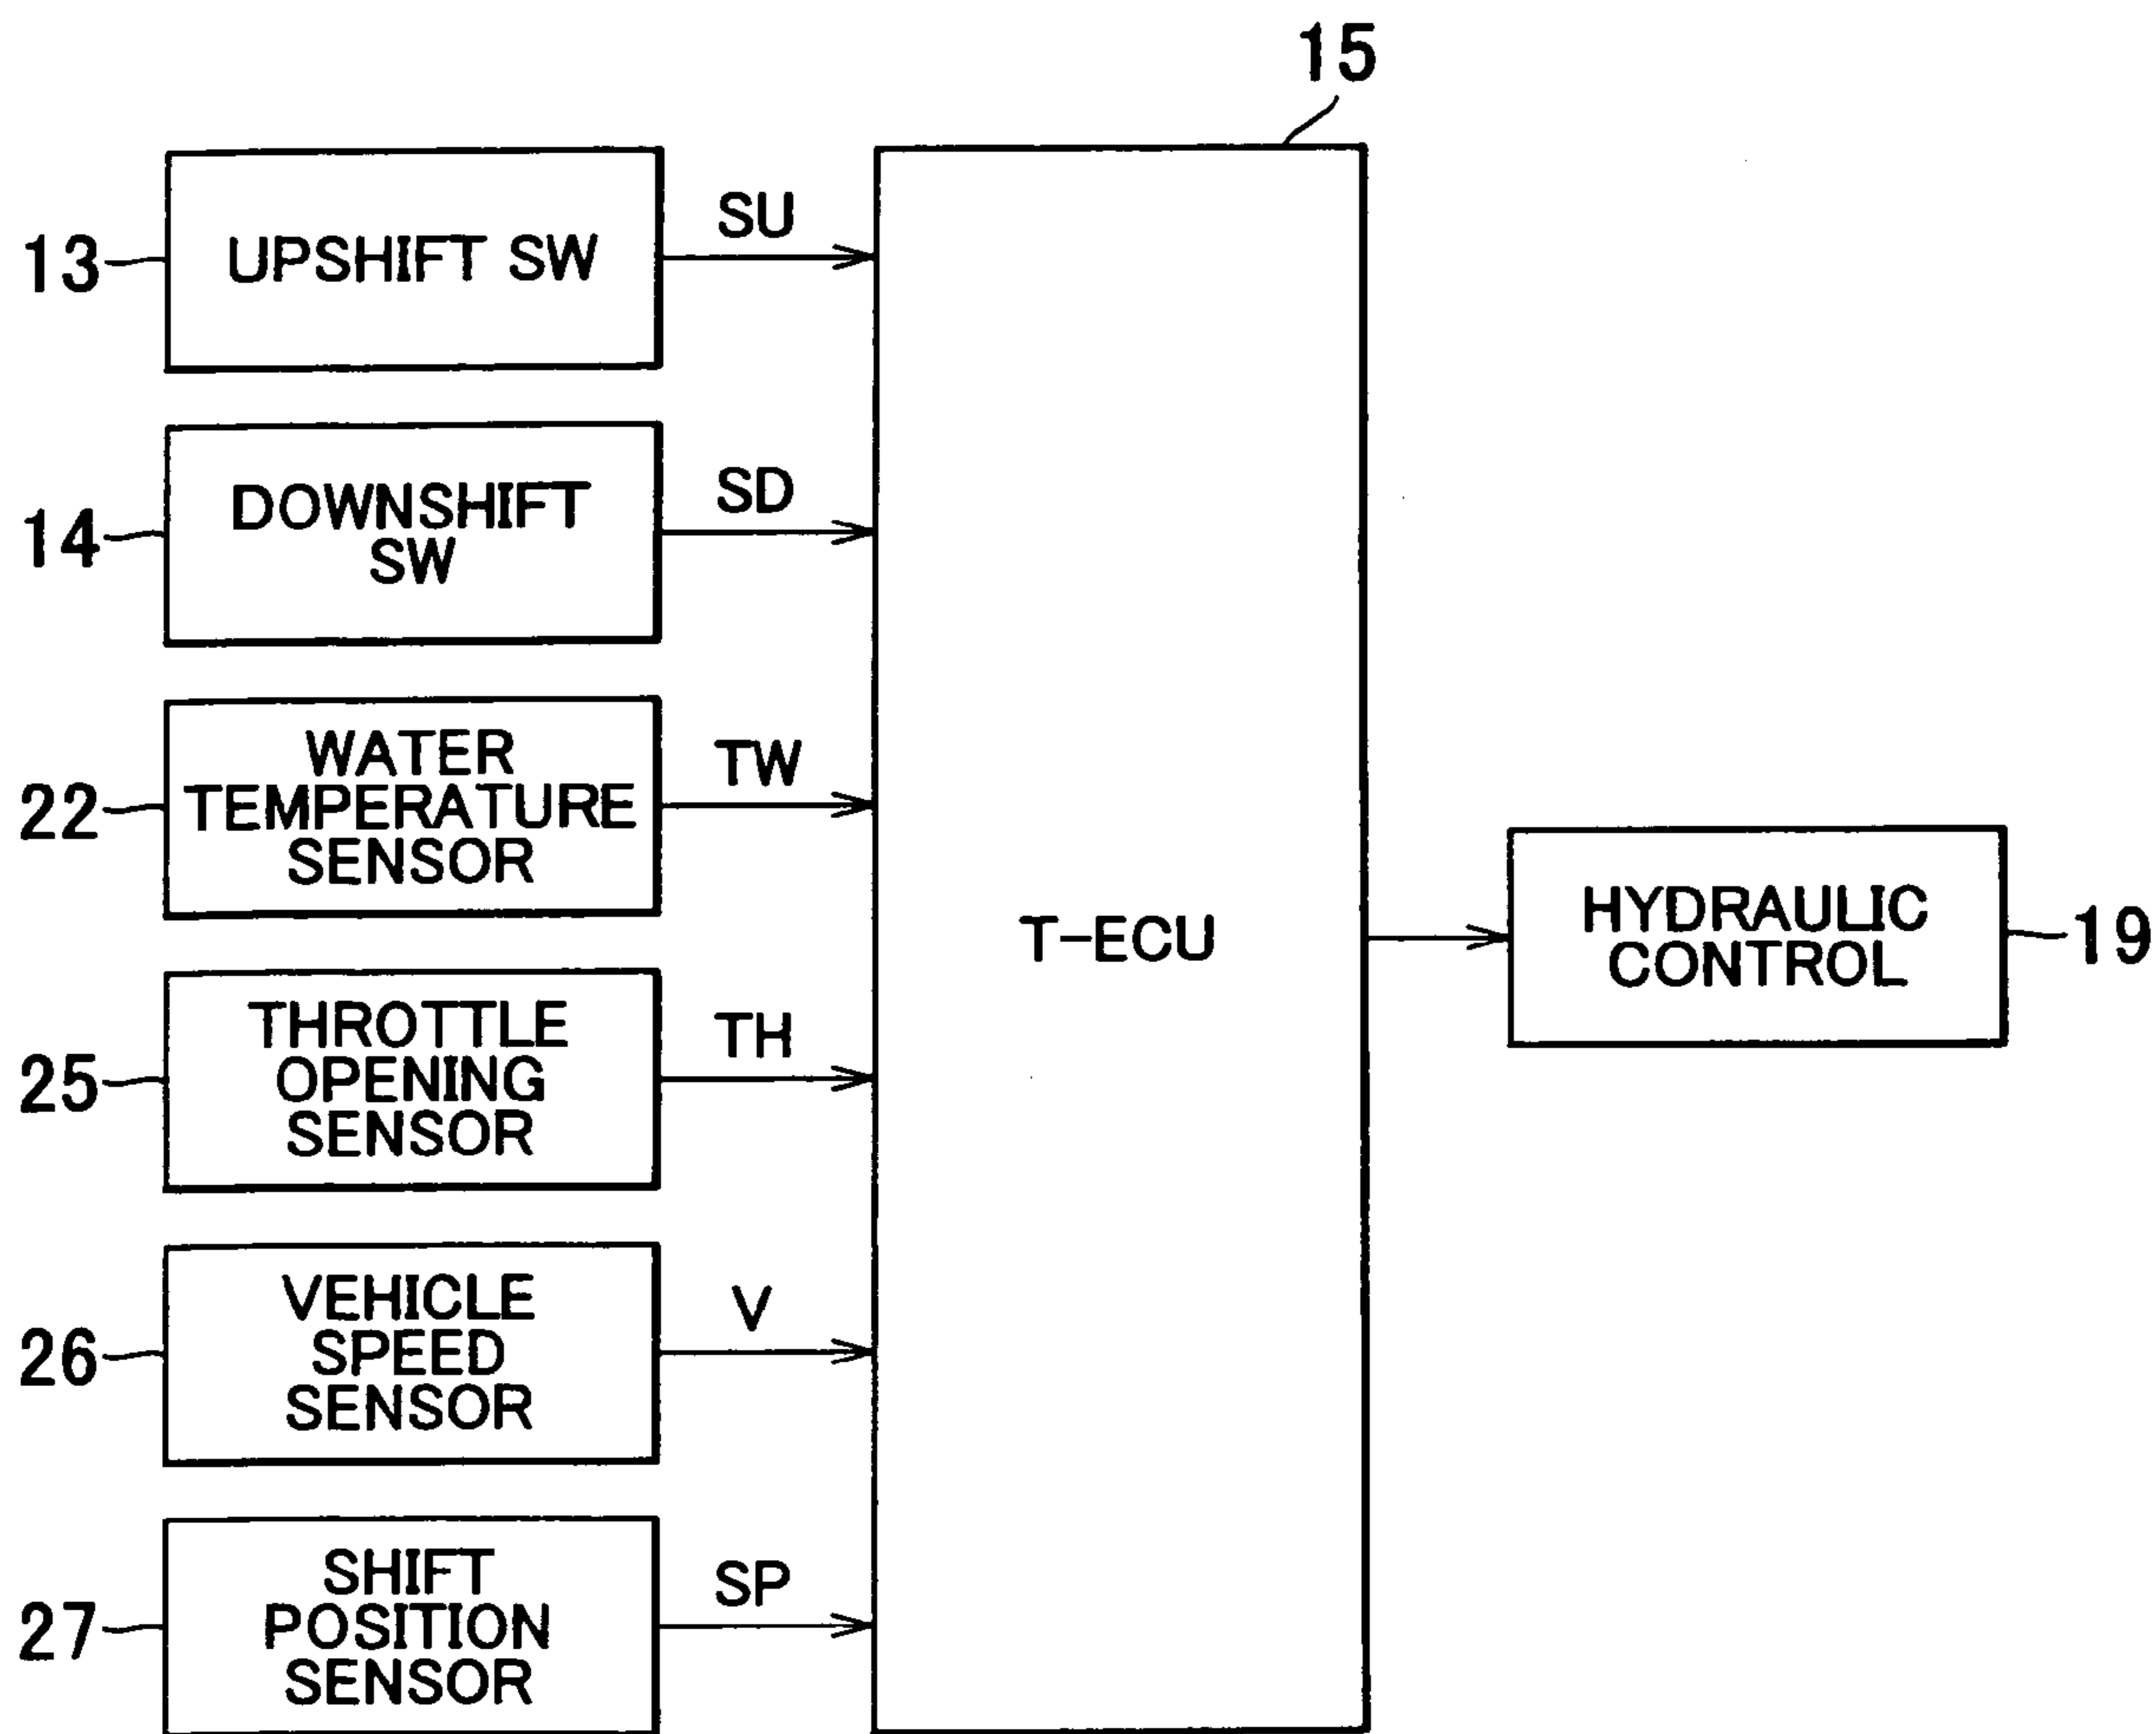 15
13
UPSHIFT SW
SU
14
DOWNSHIFT
SW
SD
22
WATER
TEMPERATURE
SENSOR
TW
T-ECU
HYDRAULIC
CONTROL
19
25
THROTTLE
OPENING
SENSOR
TH
26
VEHICLE
SPEED
SENSOR
V
27
SHIFT
POSITION
SENSOR
SP